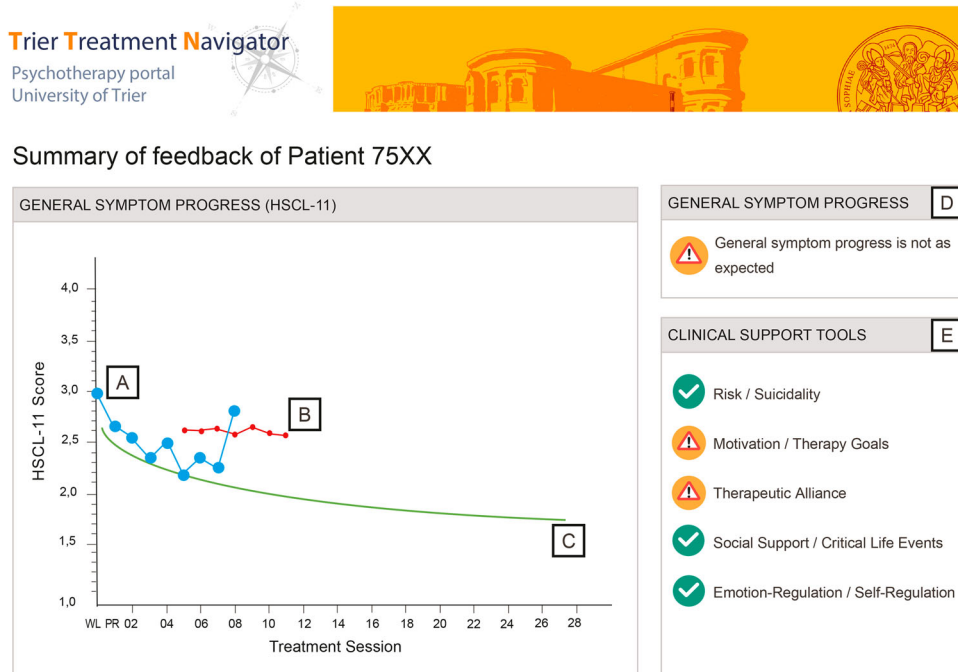 Trier Treatment Navigator
Psychotherapy portal
University of Trier
SOPHIAE
Summary of feedback of Patient 75XX
GENERAL SYMPTOM PROGRESS (HSCL-11)
4,0
3,5
3,0
2,5
2,0
1,5
1,0
HSCL-11 Score
A
B
C
WL PR 02 04 06 08 10 12 14 16 18 20 22 24 26 28
Treatment Session
GENERAL SYMPTOM PROGRESS D
General symptom progress is not as
expected
CLINICAL SUPPORT TOOLS E
Risk / Suicidality
Motivation / Therapy Goals
Therapeutic Alliance
Social Support / Critical Life Events
Emotion-Regulation / Self-Regulation